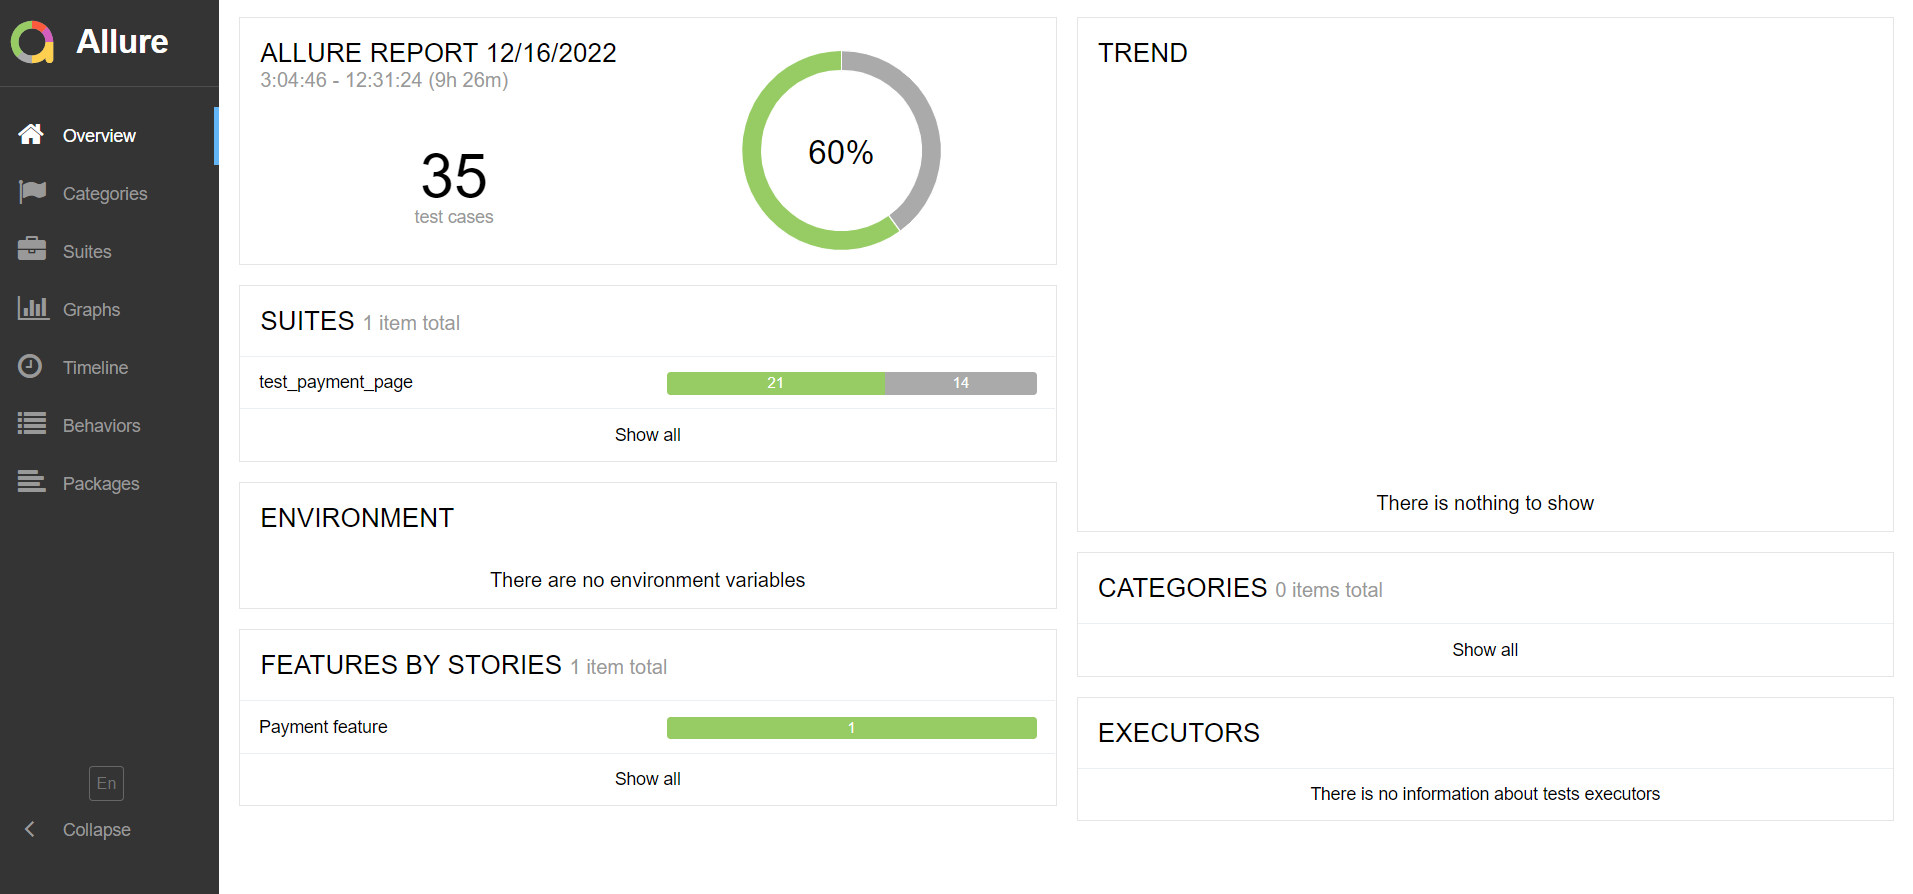 Allure
Overview
Categories
Suites
Graphs
Timeline
Behaviors
Packages
En
Collapse
ALLURE REPORT 12/16/2022
3:04:46 - 12:31:24 (9h 26m)
35
test cases
60%
SUITES 1 item total
test_payment_page 21 14
Show all
ENVIRONMENT
There are no environment variables
FEATURES BY STORIES 1 item total
Payment feature 1
Show all
TREND
There is nothing to show
CATEGORIES 0 items total
Show all
EXECUTORS
There is no information about tests executors